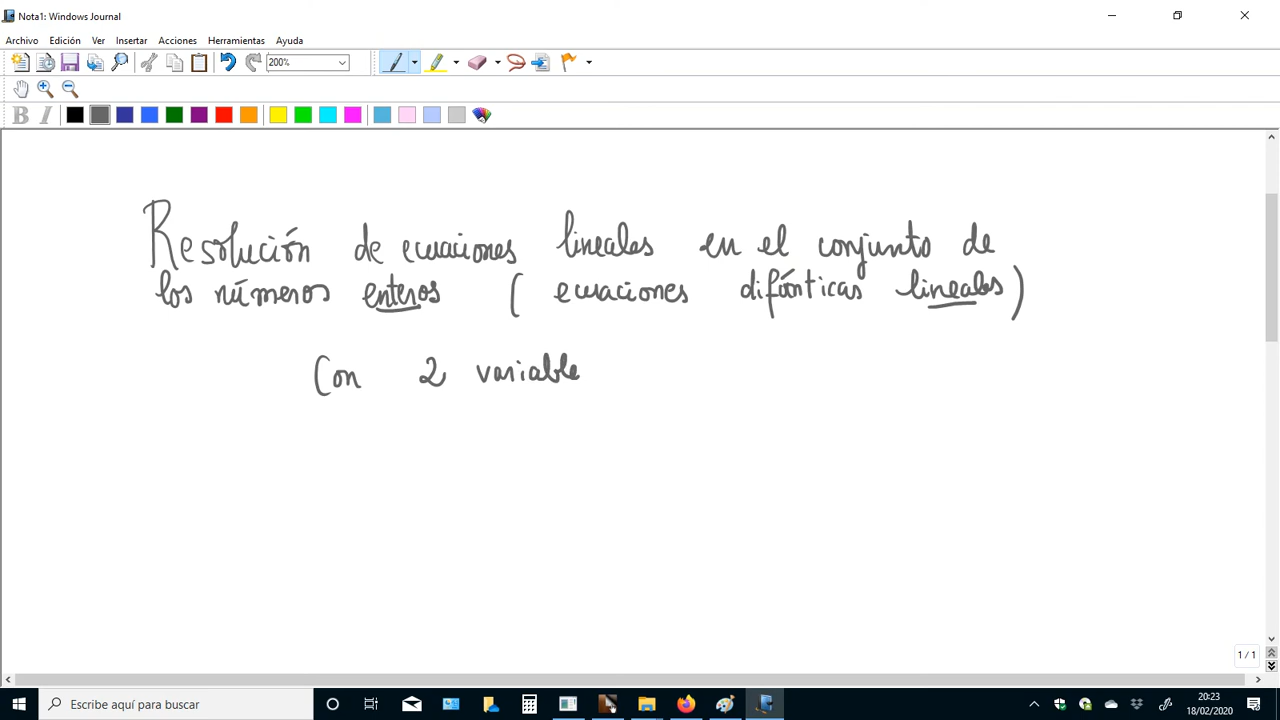 Nota1: Windows Journal
Archivo Edición Ver Insertar Acciones Herramientas Ayuda
200%
B I
Resolución de ecuaciones lineales en el conjunto de
los números enteros ( ecuaciones difónticas lineales)
Con 2 variable
1 / 1
Escribe aquí para buscar
20:23
18/02/2020